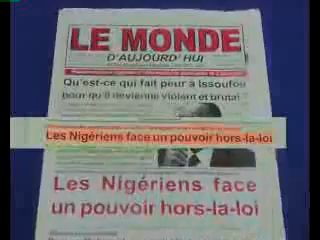 LE MONDE
D'AUJOURD'HUI
Qu'est-ce qui fait peur à Issoufou
pour qu'il devienne violent et brutal
Les Nigériens face un pouvoir hors-la-loi
Les Nigériens face
un pouvoir hors-la-loi